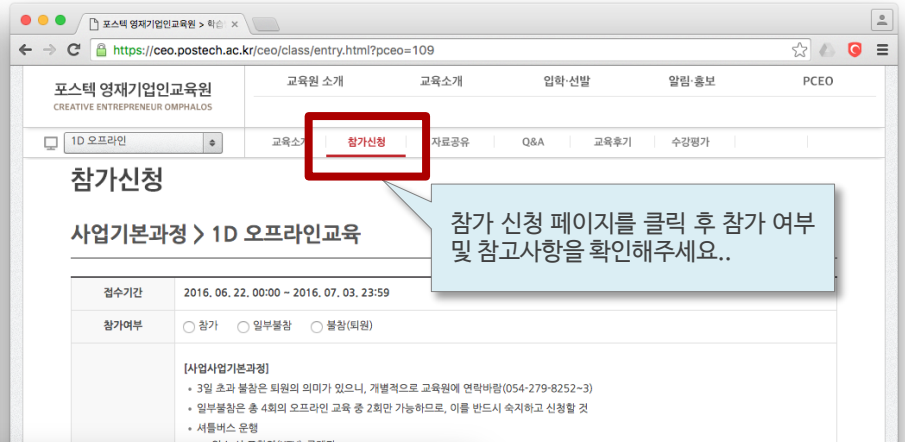 포스텍 영재기업인교육원 > 학습
https://ceo.postech.ac.kr/ceo/class/entry.html?pceo=109
포스텍 영재기업인교육원
CREATIVE ENTREPRENEUR OMPHALOS
교육원 소개 교육소개 입학·선발 알림·홍보 PCEO
1D 오프라인
교육소개 참가신청 자료공유 Q&A 교육후기 수강평가
참가신청
참가 신청 페이지를 클릭 후 참가 여부
및 참고사항을 확인해주세요..
사업기본과정 > 1D 오프라인교육
접수기간 2016. 06. 22. 00:00 ~ 2016. 07. 03. 23:59
참가여부 참가 일부불참 불참(퇴원)
[사업사업기본과정]
• 3일 초과 불참은 퇴원의 의미가 있으니, 개별적으로 교육원에 연락바람(054-279-8252~3)
• 일부불참은 총 4회의 오프라인 교육 중 2회만 가능하므로, 이를 반드시 숙지하고 신청할 것
• 셔틀버스 운행